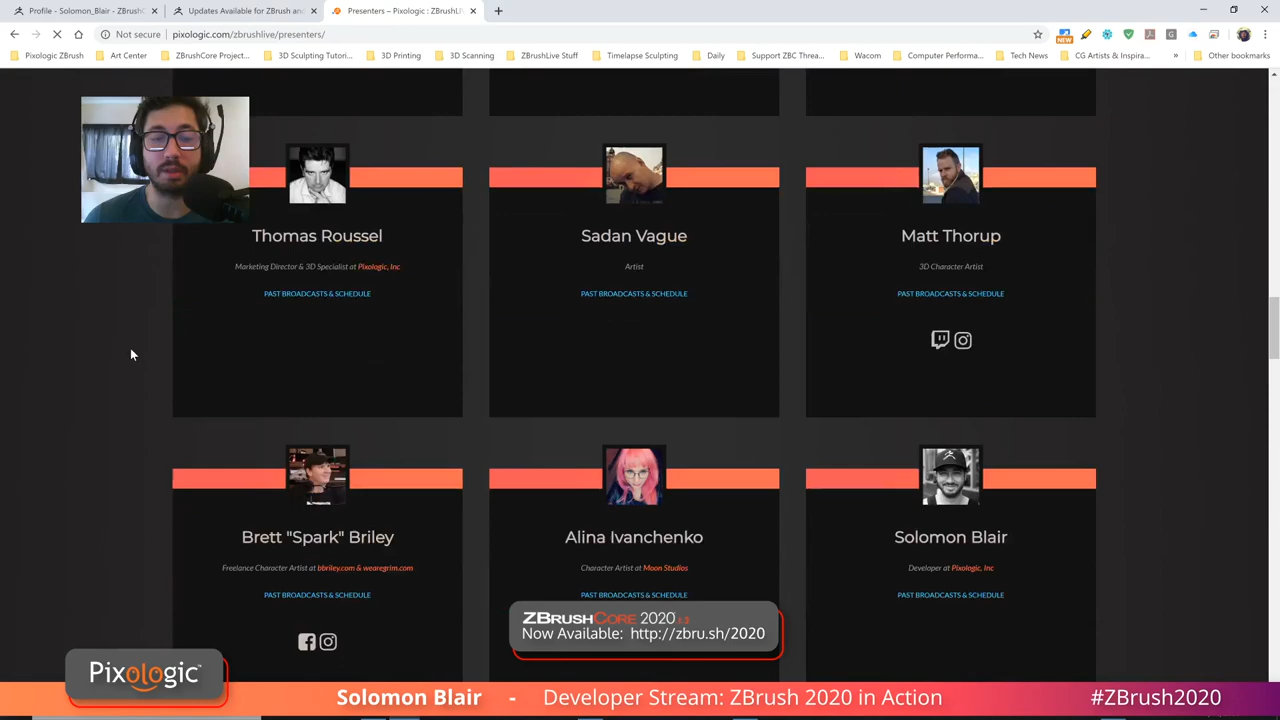 Profile - Solomon_Blair - ZBrushC
Updates Available for ZBrush and
Presenters – Pixologic : ZBrushLIV
Not secure
pixologic.com/zbrushlive/presenters/
NEW
Pixologic ZBrush
Art Center
ZBrushCore Project...
3D Sculpting Tutori...
3D Printing
3D Scanning
ZBrushLive Stuff
Timelapse Sculpting
Daily
Support ZBC Threa...
Wacom
Computer Performa...
Tech News
CG Artists & Inspira...
»
Other bookmarks
Thomas Roussel
Marketing Director & 3D Specialist at Pixologic, Inc
PAST BROADCASTS & SCHEDULE
Sadan Vague
Artist
PAST BROADCASTS & SCHEDULE
Matt Thorup
3D Character Artist
PAST BROADCASTS & SCHEDULE
Brett "Spark" Briley
Freelance Character Artist at bbriley.com & wearegrim.com
PAST BROADCASTS & SCHEDULE
Alina Ivanchenko
Character Artist at Moon Studios
PAST BROADCASTS & SCHEDULE
Solomon Blair
Developer at Pixologic, Inc
PAST BROADCASTS & SCHEDULE
ZBRUSHCORE 2020
Now Available: http://zbru.sh/2020
Pixologic™
Solomon Blair - Developer Stream: ZBrush 2020 in Action
#ZBrush2020